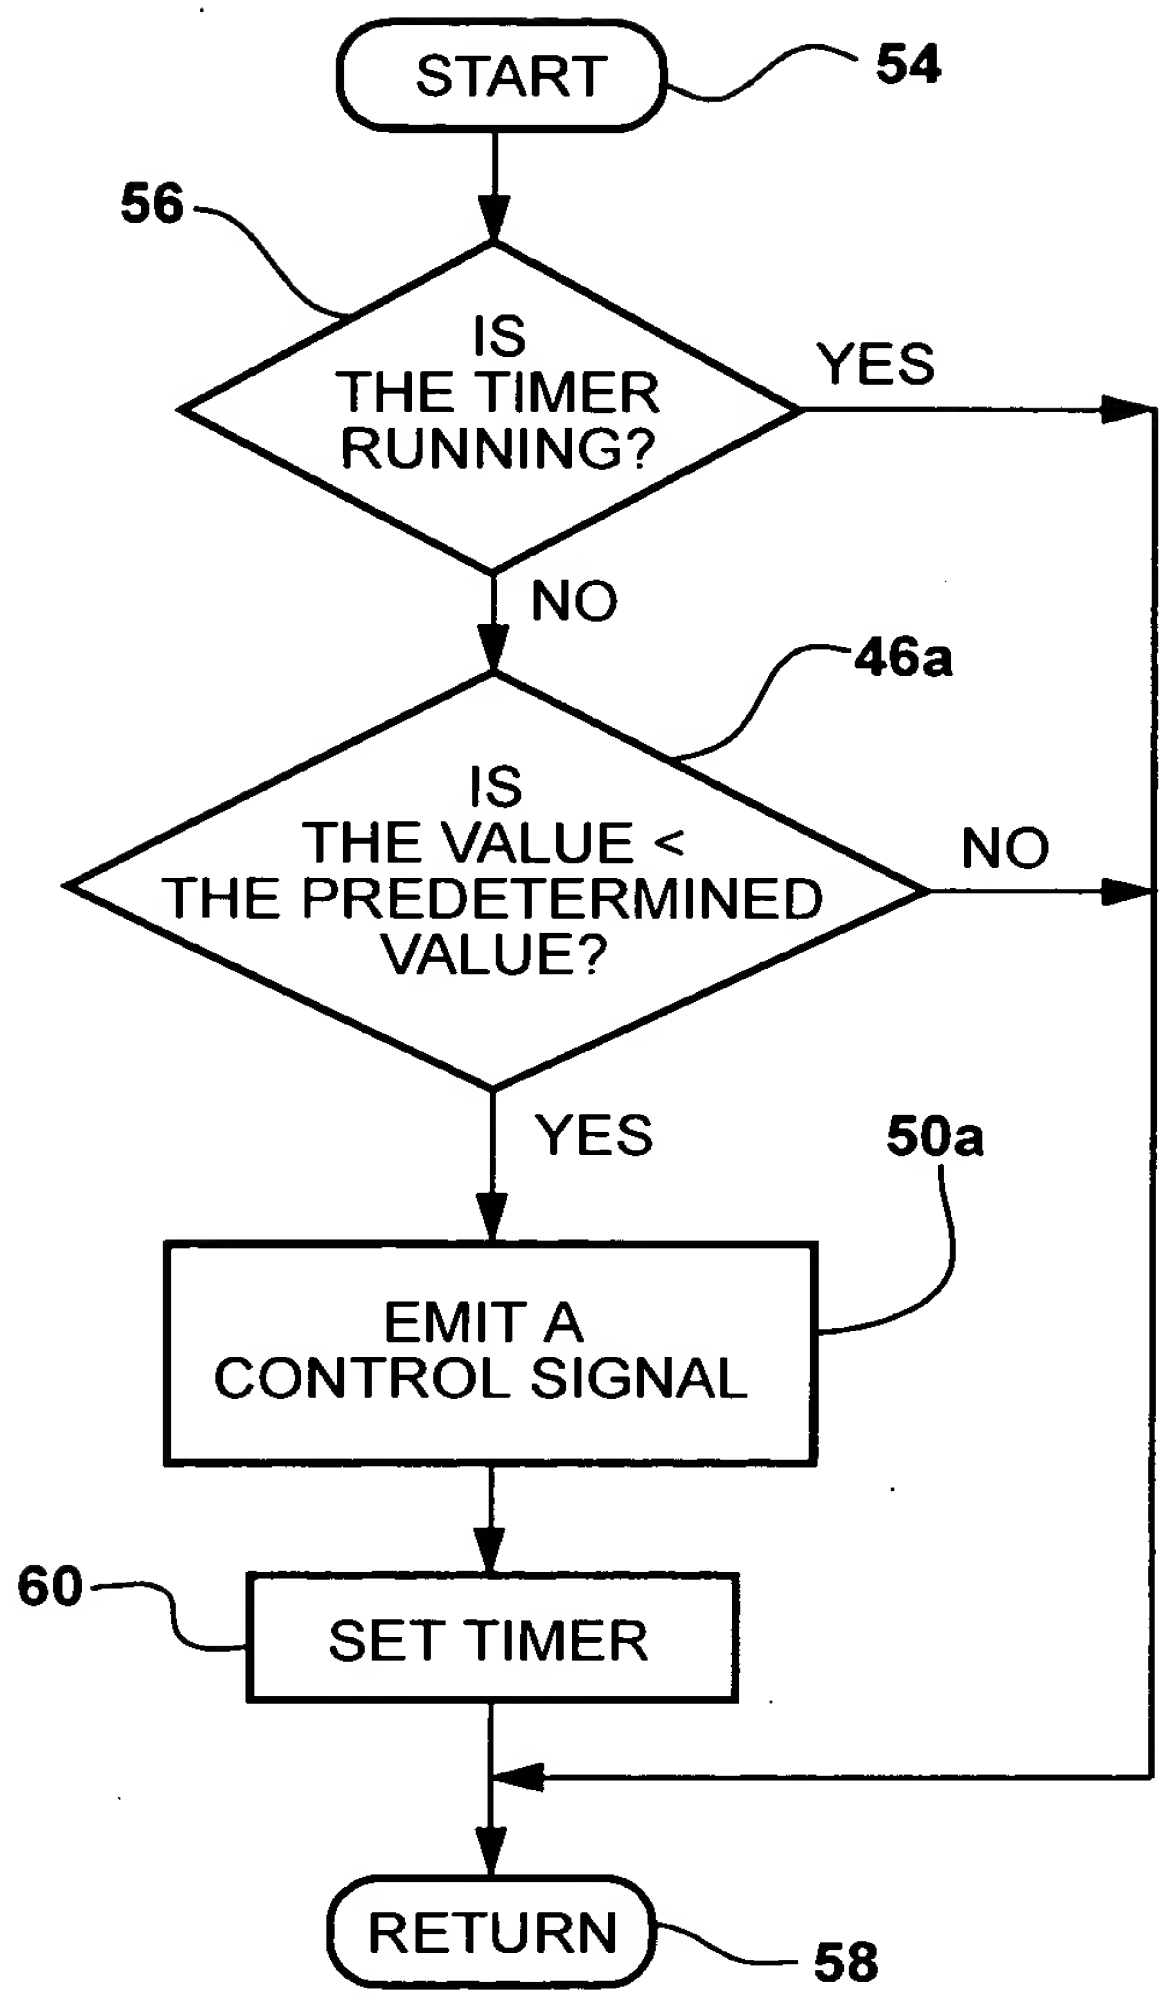 START
54
56
IS
THE TIMER
RUNNING?
YES
NO
46a
IS
THE VALUE <
THE PREDETERMINED
VALUE?
NO
YES
50a
EMIT A
CONTROL SIGNAL
60
SET TIMER
RETURN
58